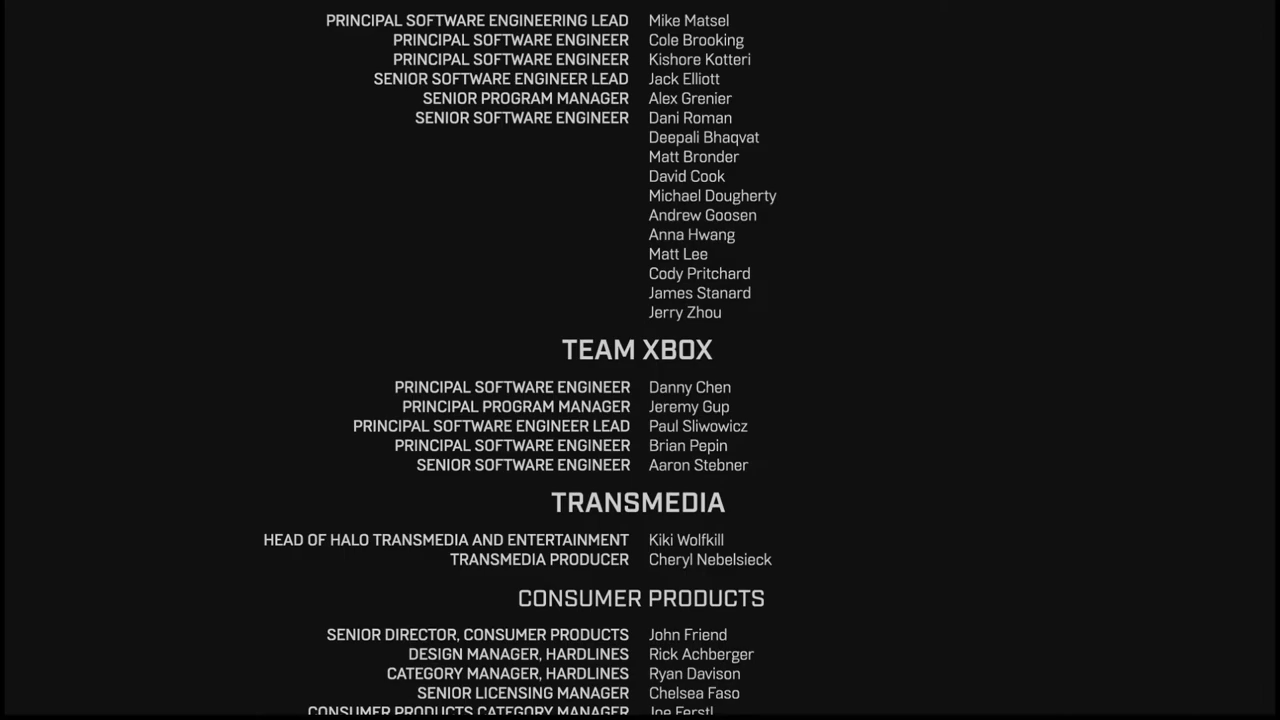 PRINCIPAL SOFTWARE ENGINEERING LEAD Mike Matsel
PRINCIPAL SOFTWARE ENGINEER Cole Brooking
PRINCIPAL SOFTWARE ENGINEER Kishore Kotteri
SENIOR SOFTWARE ENGINEER LEAD Jack Elliott
SENIOR PROGRAM MANAGER Alex Grenier
SENIOR SOFTWARE ENGINEER Dani Roman
Deepali Bhaqvat
Matt Bronder
David Cook
Michael Dougherty
Andrew Goosen
Anna Hwang
Matt Lee
Cody Pritchard
James Stanard
Jerry Zhou
TEAM XBOX
PRINCIPAL SOFTWARE ENGINEER Danny Chen
PRINCIPAL PROGRAM MANAGER Jeremy Gup
PRINCIPAL SOFTWARE ENGINEER LEAD Paul Sliwowicz
PRINCIPAL SOFTWARE ENGINEER Brian Pepin
SENIOR SOFTWARE ENGINEER Aaron Stebner
TRANSMEDIA
HEAD OF HALO TRANSMEDIA AND ENTERTAINMENT Kiki Wolfkill
TRANSMEDIA PRODUCER Cheryl Nebelsieck
CONSUMER PRODUCTS
SENIOR DIRECTOR, CONSUMER PRODUCTS John Friend
DESIGN MANAGER, HARDLINES Rick Achberger
CATEGORY MANAGER, HARDLINES Ryan Davison
SENIOR LICENSING MANAGER Chelsea Faso
CONSUMER PRODUCTS CATEGORY MANAGER Joe Ferstl